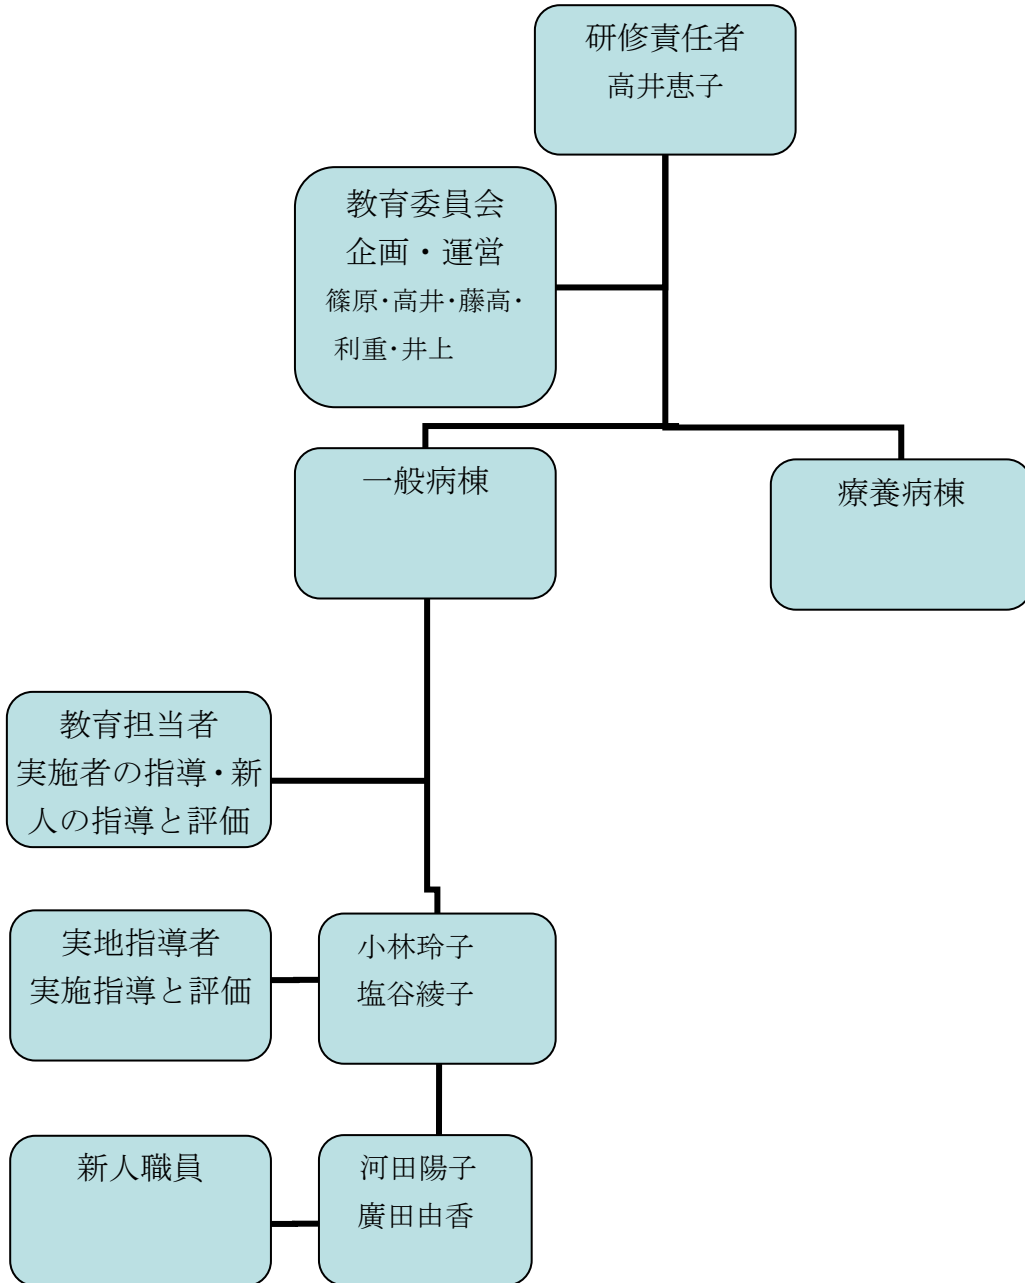 研修責任者
高井恵子
教育委員会
企画・運営
篠原･高井･藤高･
利重･井上
一般病棟
療養病棟
教育担当者
実施者の指導・新
人の指導と評価
実地指導者
実施指導と評価
小林玲子
塩谷綾子
新人職員
河田陽子
廣田由香